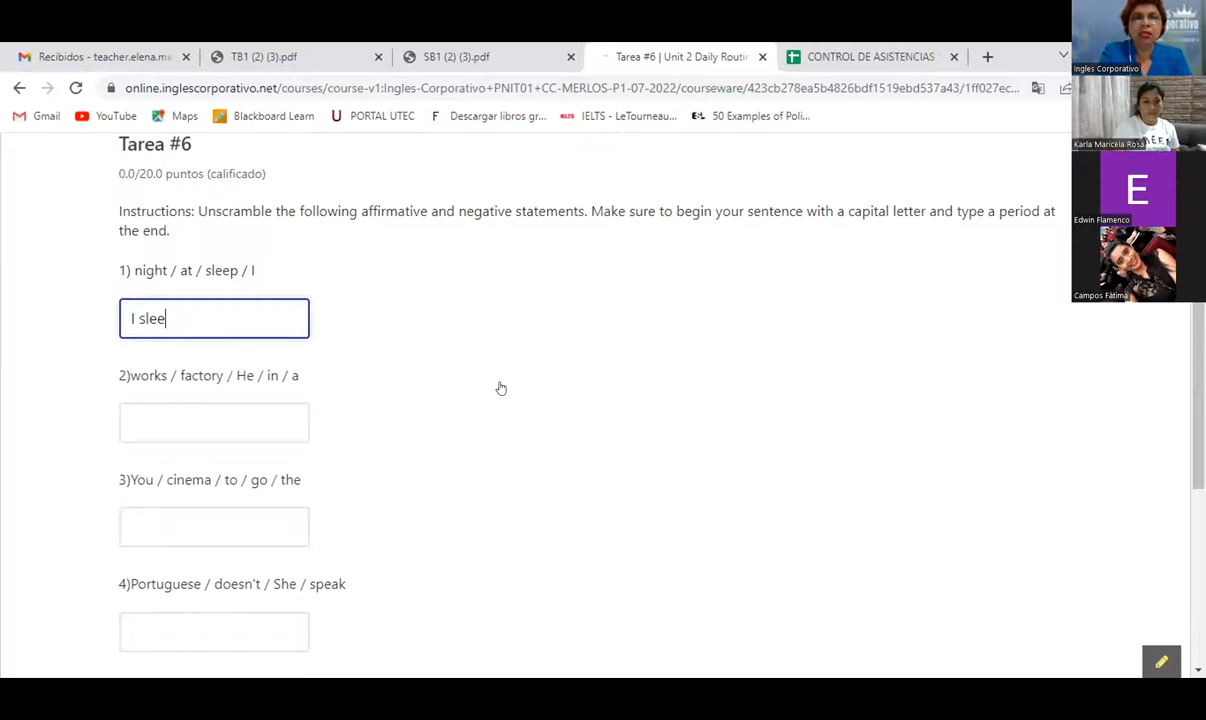 Recibidos - teacher.elena.me
TB1 (2) (3).pdf
SB1 (2) (3).pdf
Tarea #6 | Unit 2 Daily Routin
CONTROL DE ASISTENCIAS
online.inglescorporativo.net/courses/course-v1:Ingles-Corporativo+PNIT01+CC-MERLOS-P1-07-2022/courseware/423cb278ea5b4826bdf1519ebd537a43/1ff027ec...
Gmail
YouTube
Maps
Blackboard Learn
U PORTAL UTEC
F Descargar libros gr...
IELTS IELTS - LeTourneau...
50 Examples of Poli...
Ingles Corporativo
Karla Maricela Rosa
E
Edwin Flamenco
Campos Fátima
Tarea #6
0.0/20.0 puntos (calificado)
Instructions: Unscramble the following affirmative and negative statements. Make sure to begin your sentence with a capital letter and type a period at
the end.
1) night / at / sleep / I
I slee
2)works / factory / He / in / a
3)You / cinema / to / go / the
4)Portuguese / doesn't / She / speak